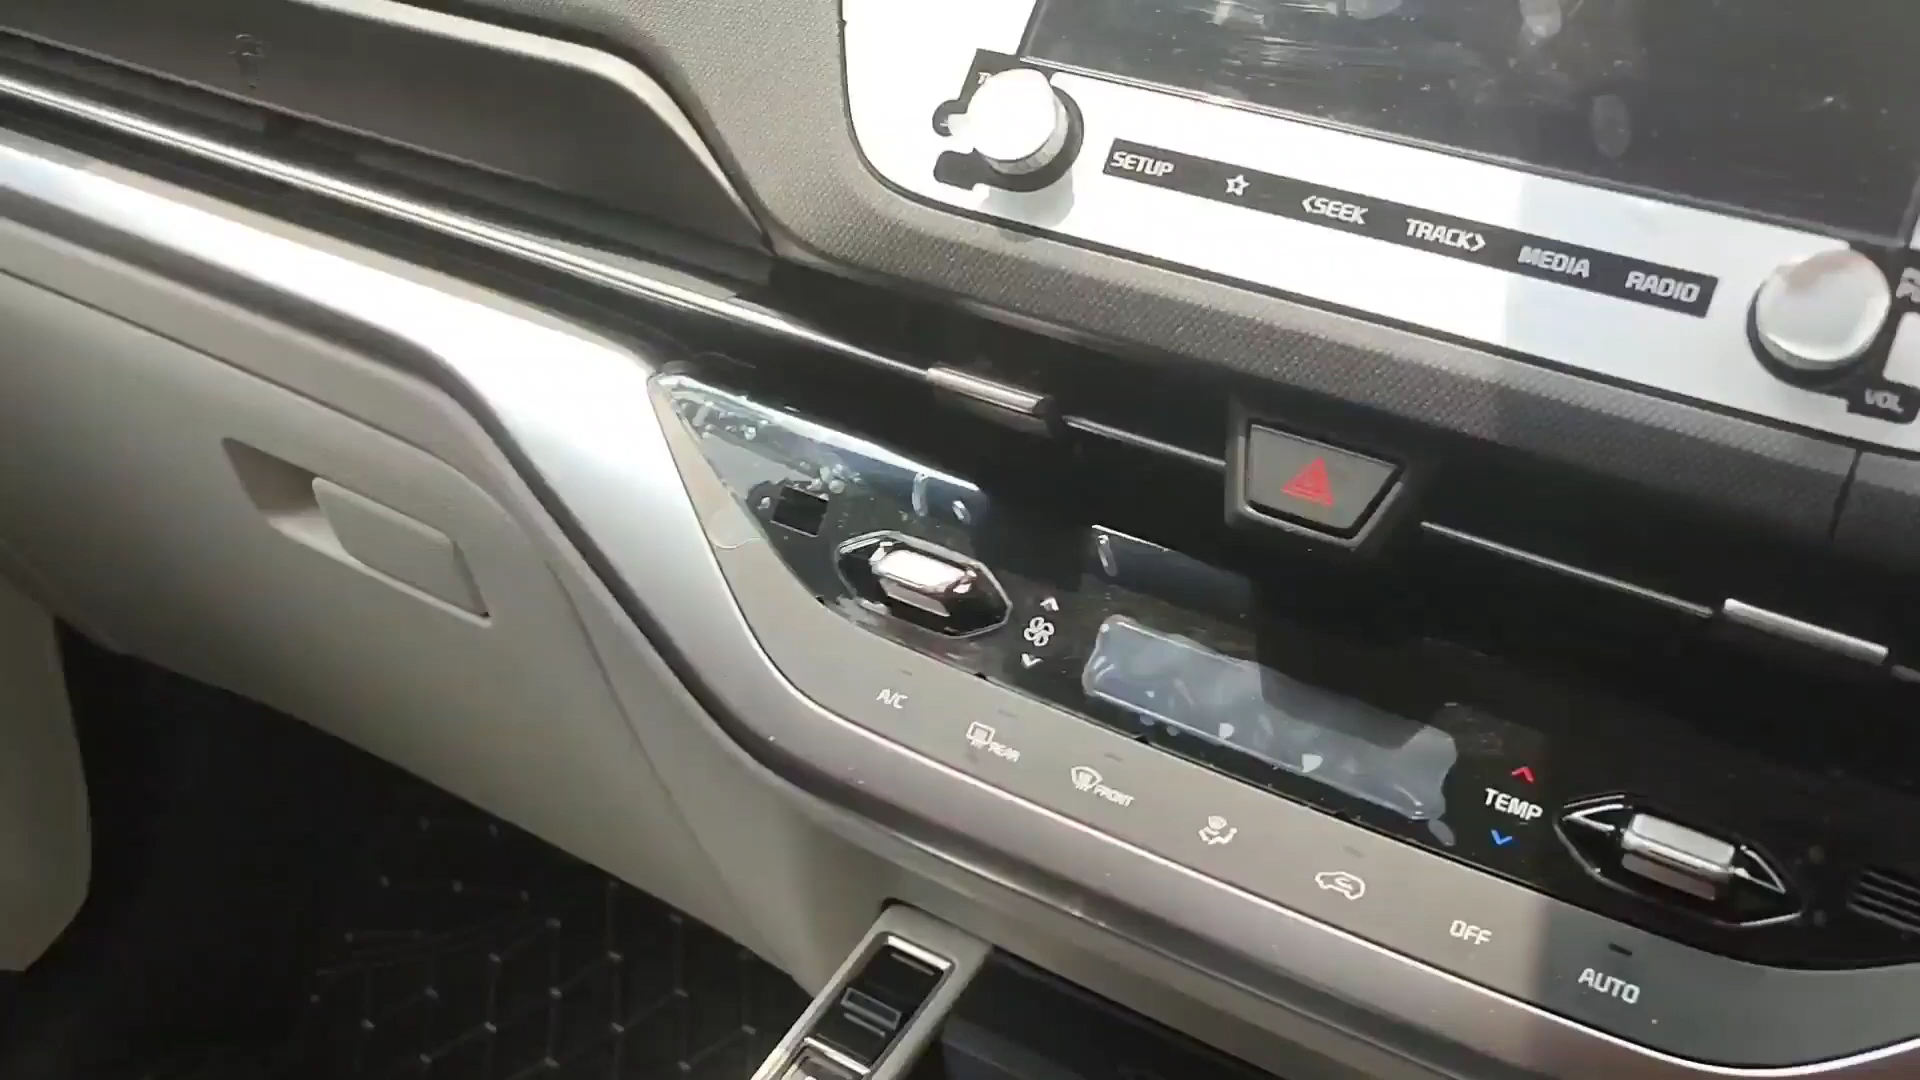 SETUP
<SEEK
TRACK>
MEDIA
RADIO
VOL
A/C
REAR
FRONT
TEMP
OFF
AUTO